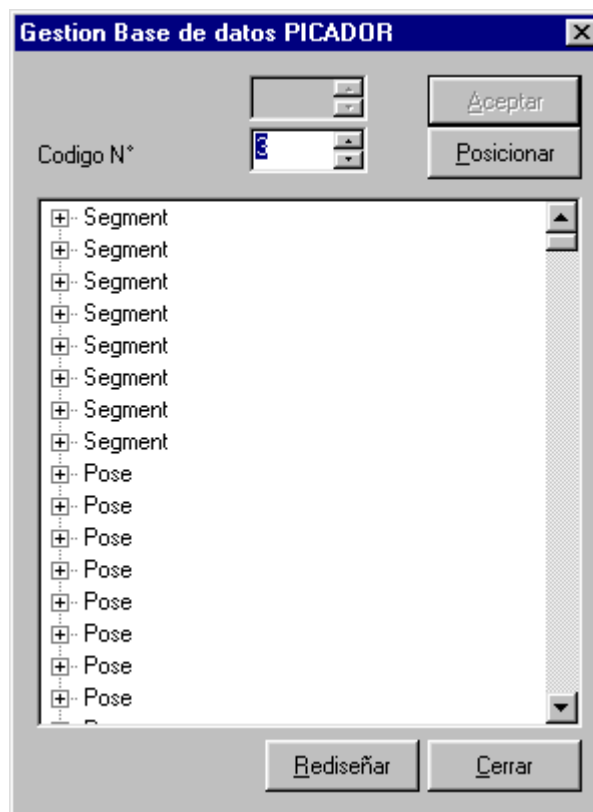 Gestion Base de datos PICADOR
Aceptar
Codigo N° 3
Posicionar
Segment
Segment
Segment
Segment
Segment
Segment
Segment
Segment
Pose
Pose
Pose
Pose
Pose
Pose
Pose
Pose
Rediseñar
Cerrar